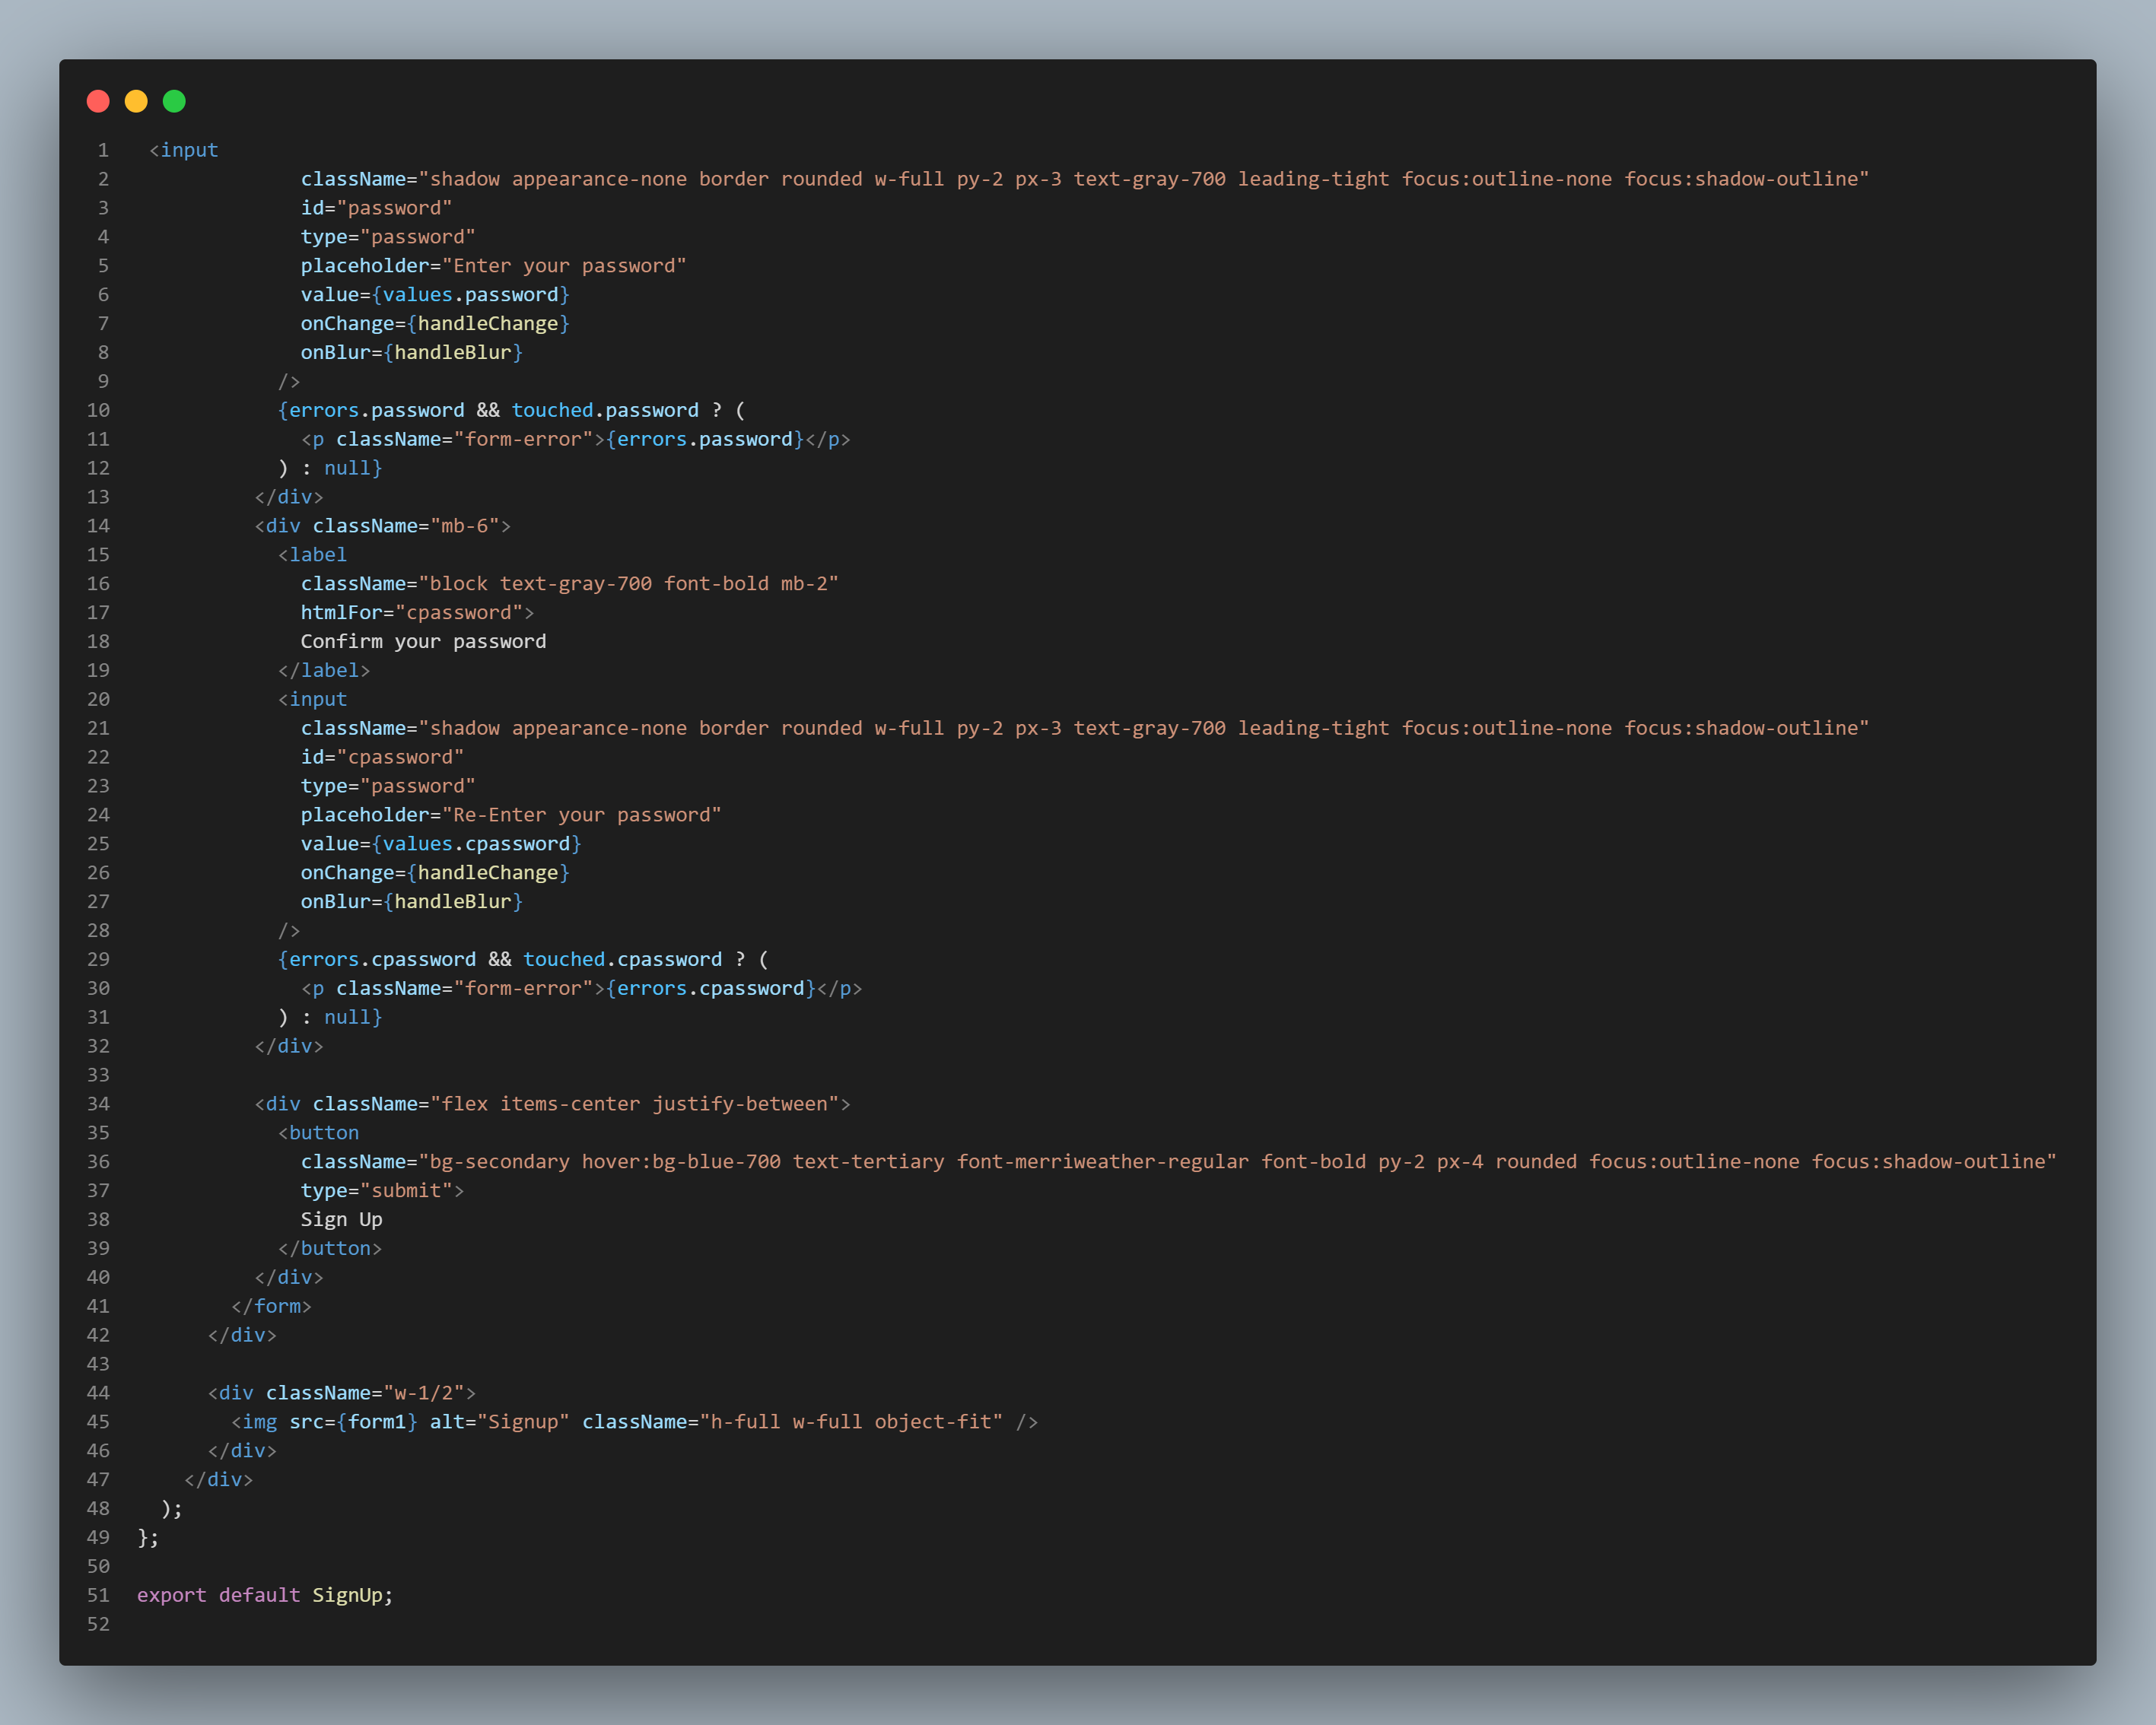 1 <input
2 className="shadow appearance-none border rounded w-full py-2 px-3 text-gray-700 leading-tight focus:outline-none focus:shadow-outline"
3 id="password"
4 type="password"
5 placeholder="Enter your password"
6 value={values.password}
7 onChange={handleChange}
8 onBlur={handleBlur}
9 />
10 {errors.password && touched.password ? (
11 <p className="form-error">{errors.password}</p>
12 ) : null}
13 </div>
14 <div className="mb-6">
15 <label
16 className="block text-gray-700 font-bold mb-2"
17 htmlFor="cpassword">
18 Confirm your password
19 </label>
20 <input
21 className="shadow appearance-none border rounded w-full py-2 px-3 text-gray-700 leading-tight focus:outline-none focus:shadow-outline"
22 id="cpassword"
23 type="password"
24 placeholder="Re-Enter your password"
25 value={values.cpassword}
26 onChange={handleChange}
27 onBlur={handleBlur}
28 />
29 {errors.cpassword && touched.cpassword ? (
30 <p className="form-error">{errors.cpassword}</p>
31 ) : null}
32 </div>
33
34 <div className="flex items-center justify-between">
35 <button
36 className="bg-secondary hover:bg-blue-700 text-tertiary font-merriweather-regular font-bold py-2 px-4 rounded focus:outline-none focus:shadow-outline"
37 type="submit">
38 Sign Up
39 </button>
40 </div>
41 </form>
42 </div>
43
44 <div className="w-1/2">
45 <img src={form1} alt="Signup" className="h-full w-full object-fit" />
46 </div>
47 </div>
48 );
49 };
50
51 export default SignUp;
52